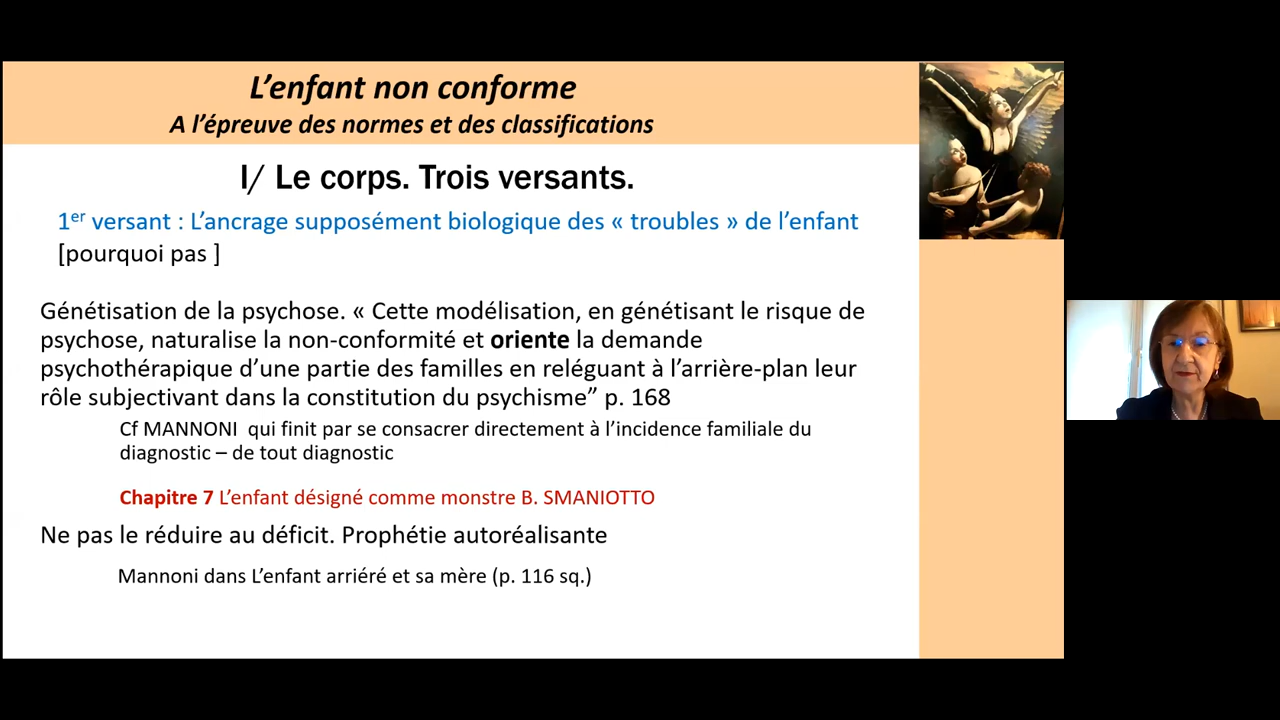 L'enfant non conforme
A l'épreuve des normes et des classifications
I/ Le corps. Trois versants.
1er versant : L'ancrage supposément biologique des « troubles » de l'enfant
[pourquoi pas ]
Génétisation de la psychose. « Cette modélisation, en génétisant le risque de
psychose, naturalise la non-conformité et oriente la demande
psychothérapique d'une partie des familles en reléguant à l'arrière-plan leur
rôle subjectivant dans la constitution du psychisme” p. 168
Cf MANNONI qui finit par se consacrer directement à l'incidence familiale du
diagnostic – de tout diagnostic
Chapitre 7 L'enfant désigné comme monstre B. SMANIOTTO
Ne pas le réduire au déficit. Prophétie autoréalisante
Mannoni dans L'enfant arriéré et sa mère (p. 116 sq.)